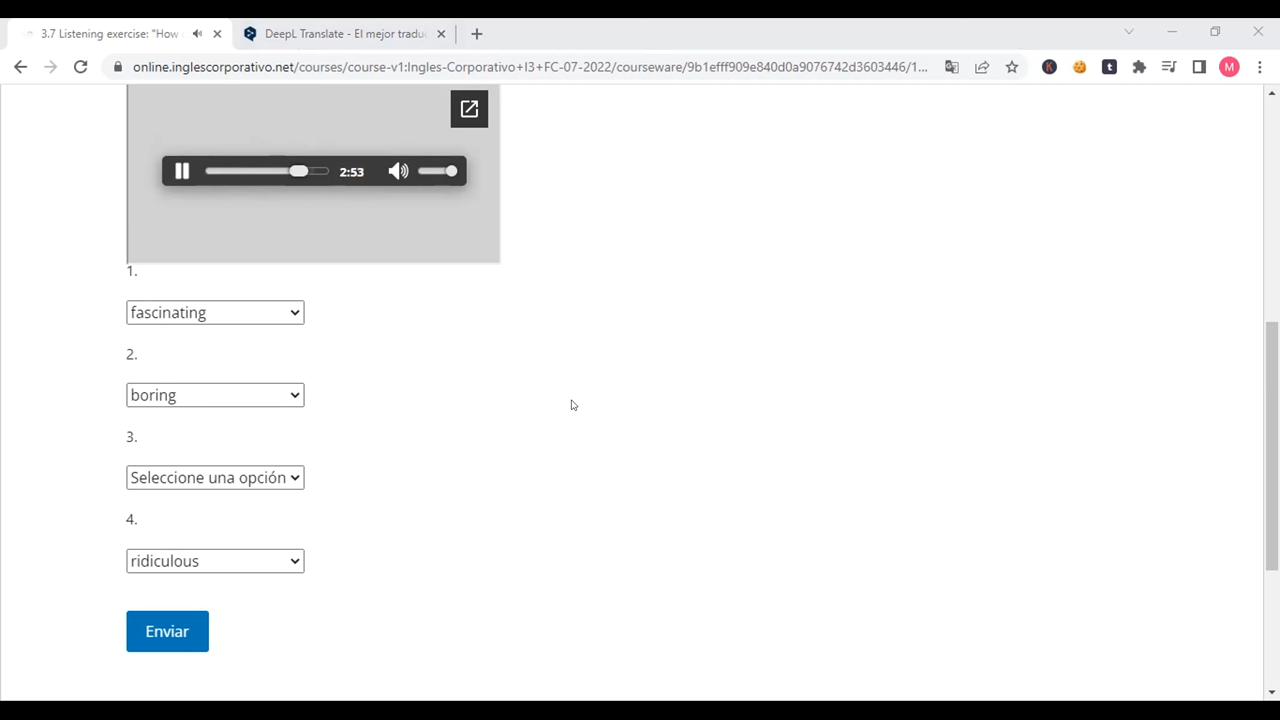 3.7 Listening exercise: "How
DeepL Translate - El mejor tradu
online.inglescorporativo.net/courses/course-v1:Ingles-Corporativo+I3+FC-07-2022/courseware/9b1efff909e840d0a9076742d3603446/1...
K
t
M
2:53
1.
fascinating
2.
boring
3.
Seleccione una opción
4.
ridiculous
Enviar